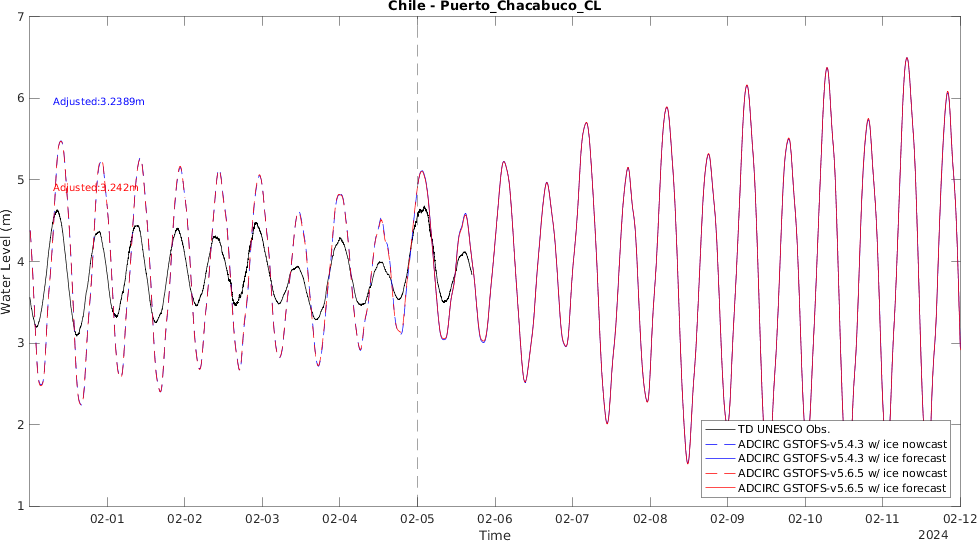 Chile - Puerto_Chacabuco_CL
7
6
5
4
3
2
1
Water Level (m)
Adjusted:3.2389m
Adjusted:3.242m
TD UNESCO Obs.
ADCIRC GSTOFS-v5.4.3 w/ ice nowcast
ADCIRC GSTOFS-v5.4.3 w/ ice forecast
ADCIRC GSTOFS-v5.6.5 w/ ice nowcast
ADCIRC GSTOFS-v5.6.5 w/ ice forecast
02-01 02-02 02-03 02-04 02-05 02-06 02-07 02-08 02-09 02-10 02-11 02-12
Time
2024